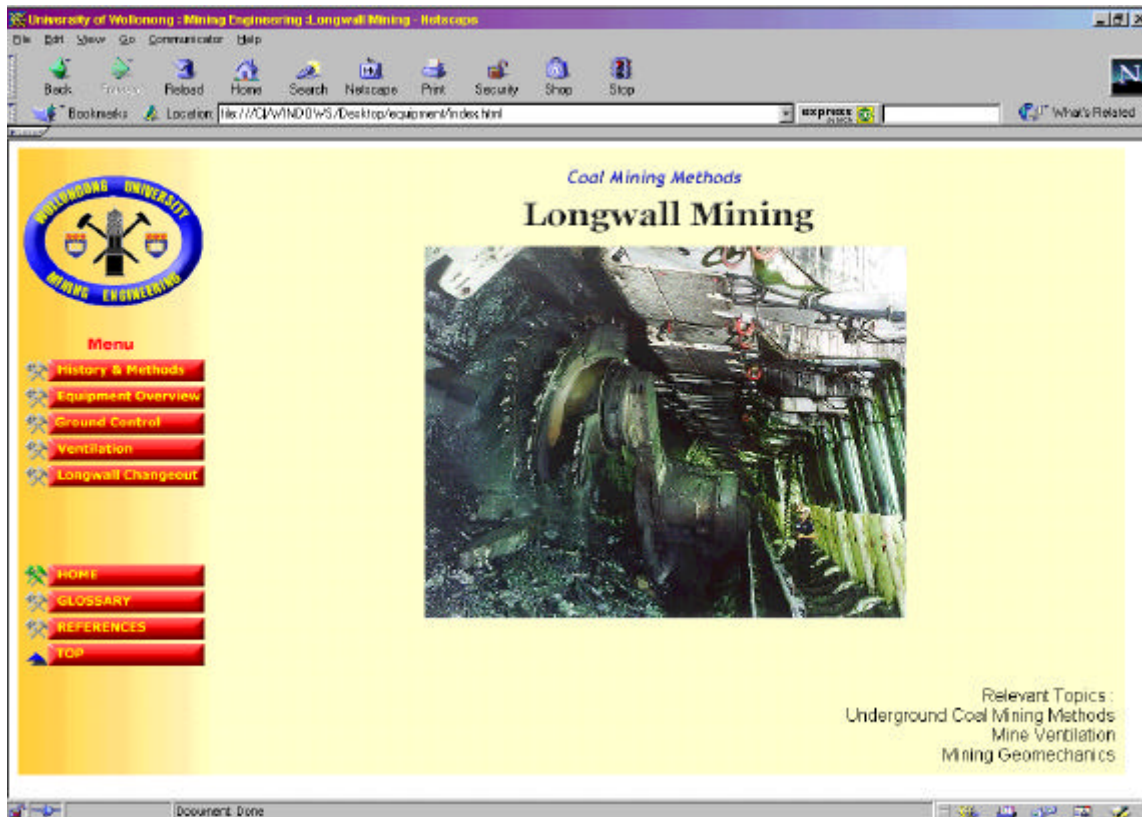 University of Wollonong : Mining Engineering :Longwall Mining - Netscape
File Edit View Go Communicator Help
Back Forward Reload Home Search Netscape Print Security Shop Stop
Bookmarks Location: file:///C|/WINDOWS/Desktop/equipment/index.html express What's Related
WOLLONGONG UNIVERSITY
MINING ENGINEERING
Coal Mining Methods
Longwall Mining
Menu
History & Methods
Equipment Overview
Ground Control
Ventilation
Longwall Changeout
HOME
GLOSSARY
REFERENCES
TOP
Relevant Topics :
Underground Coal Mining Methods
Mine Ventilation
Mining Geomechanics
Document: Done